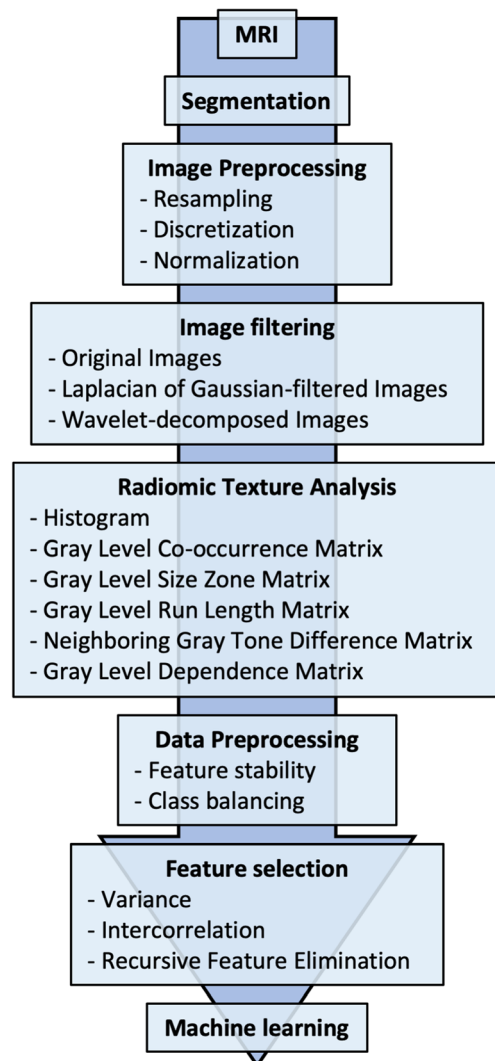 MRI
Segmentation
Image Preprocessing
- Resampling
- Discretization
- Normalization
Image filtering
- Original Images
- Laplacian of Gaussian-filtered Images
- Wavelet-decomposed Images
Radiomic Texture Analysis
- Histogram
- Gray Level Co-occurrence Matrix
- Gray Level Size Zone Matrix
- Gray Level Run Length Matrix
- Neighboring Gray Tone Difference Matrix
- Gray Level Dependence Matrix
Data Preprocessing
- Feature stability
- Class balancing
Feature selection
- Variance
- Intercorrelation
- Recursive Feature Elimination
Machine learning